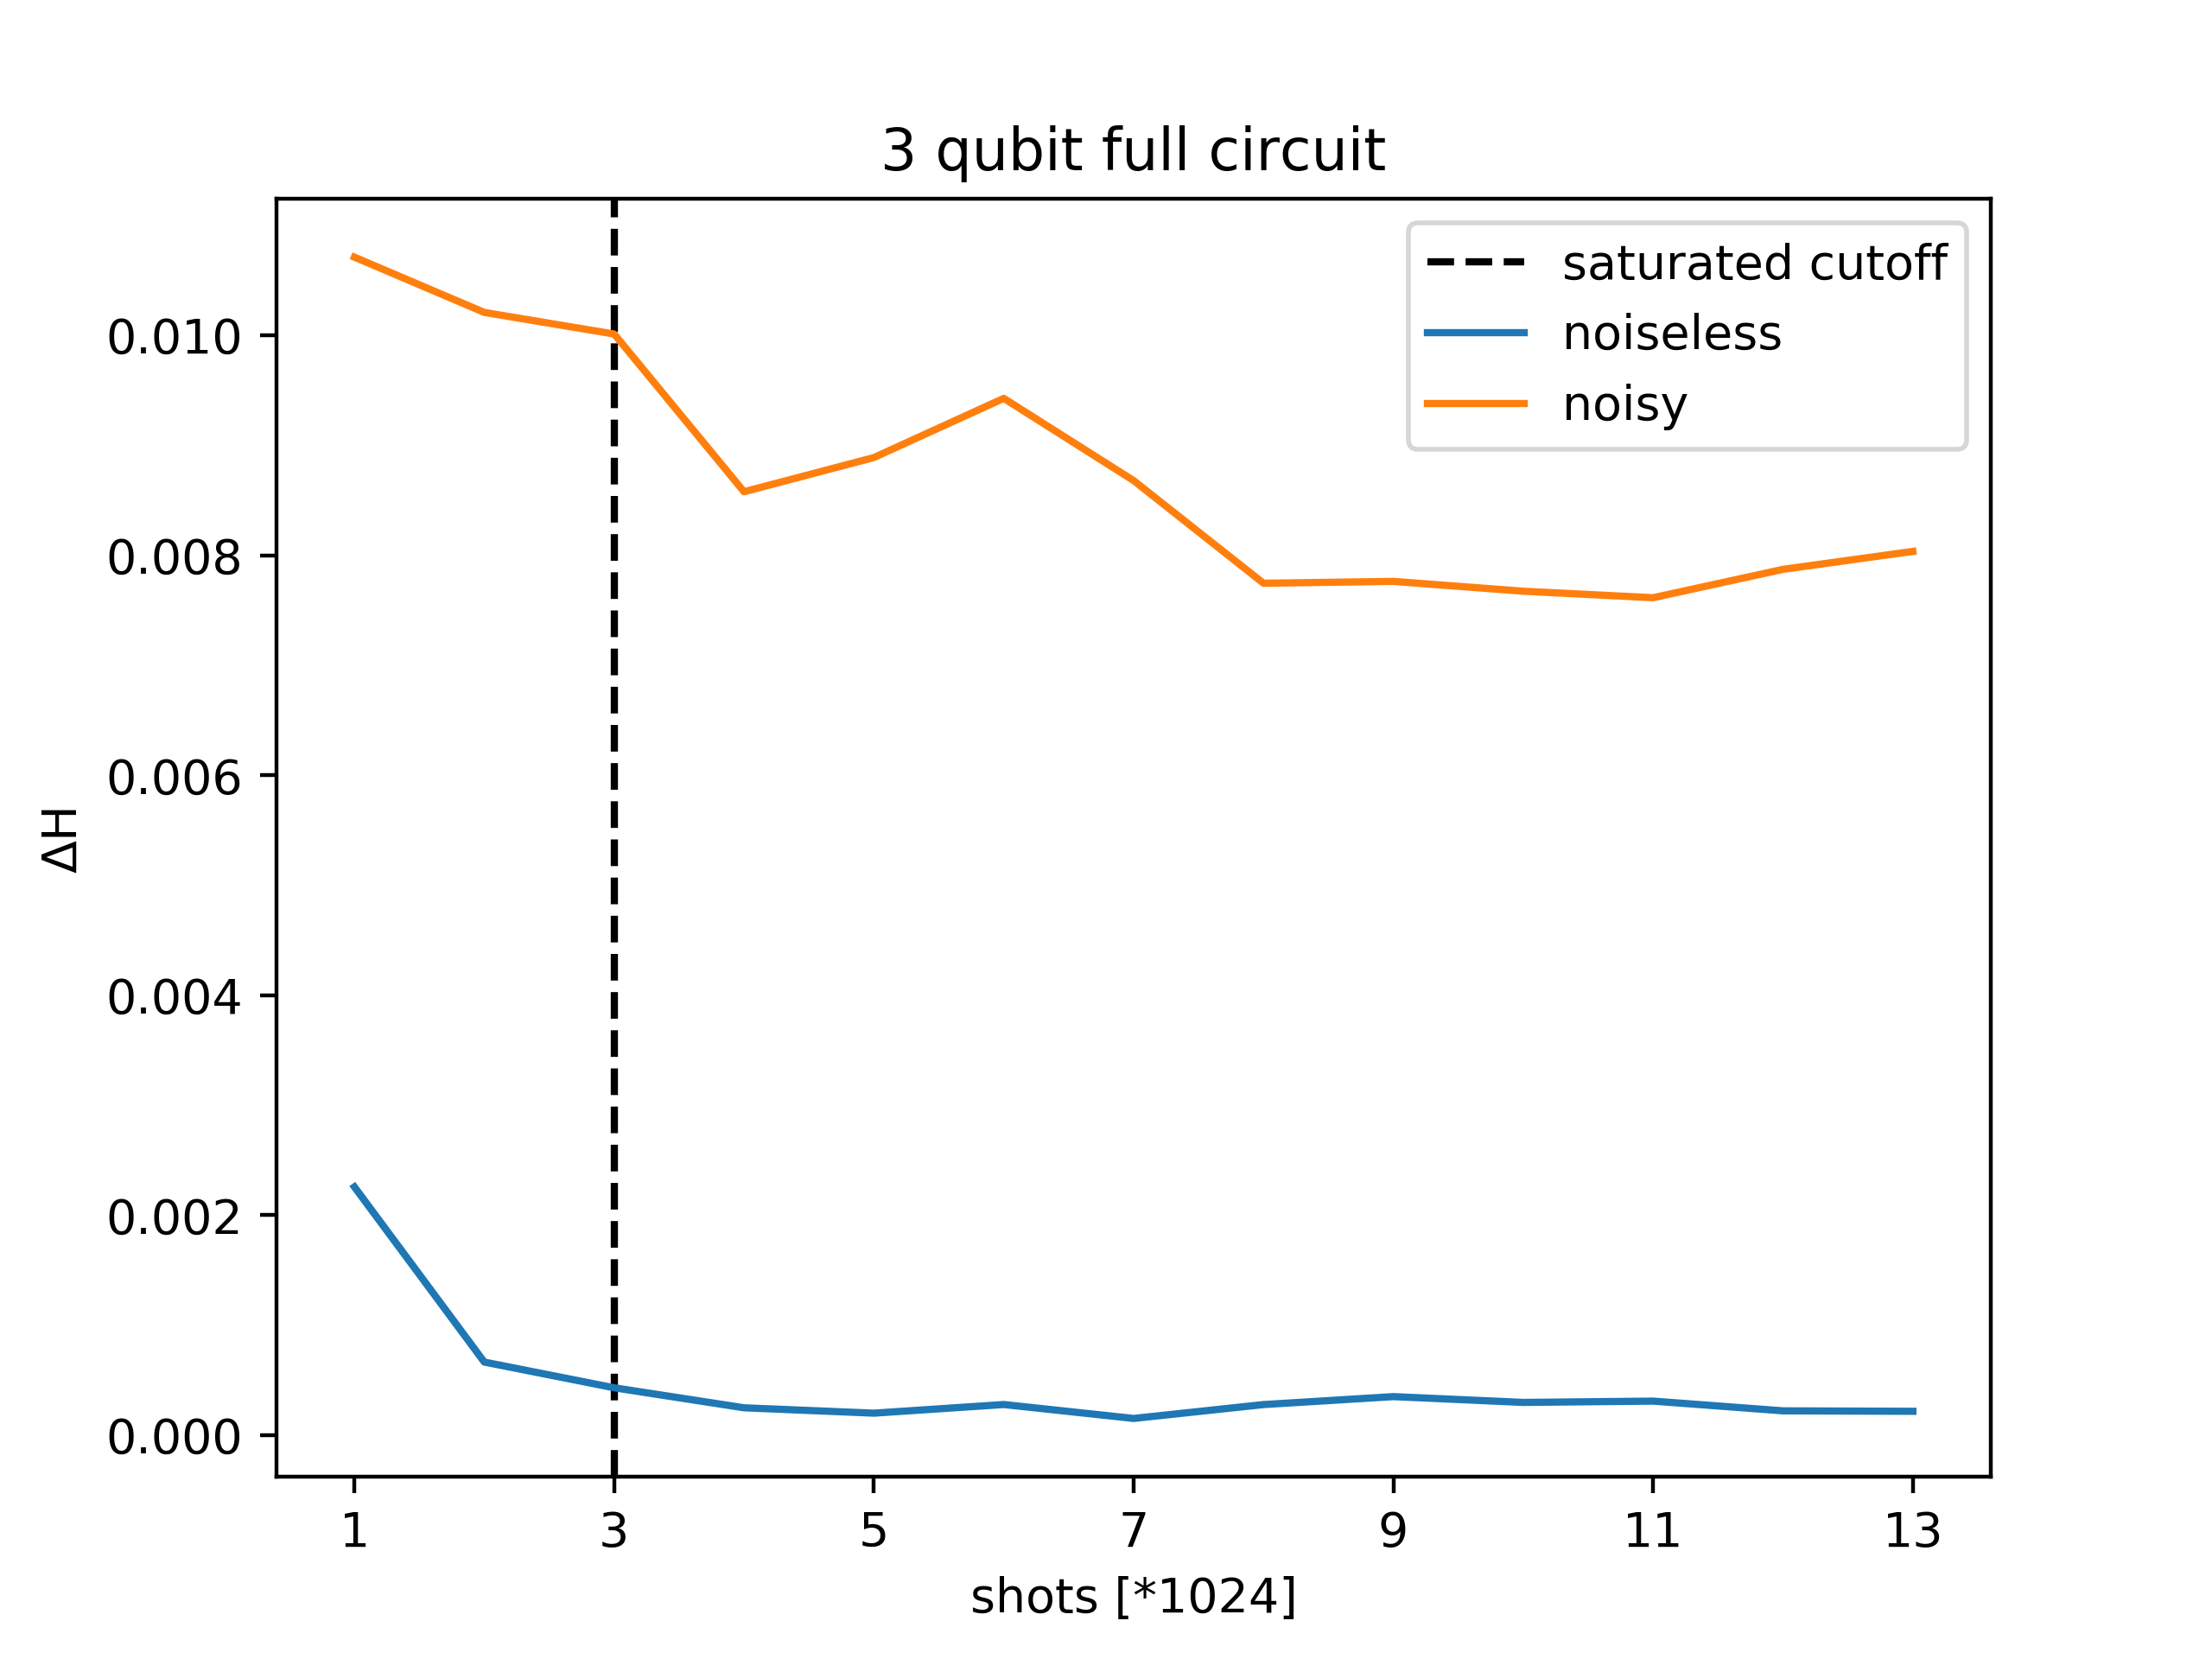 3 qubit full circuit
saturated cutoff
noiseless
noisy
0.010
0.008
0.006
0.004
0.002
0.000
ΔH
1 3 5 7 9 11 13
shots [*1024]